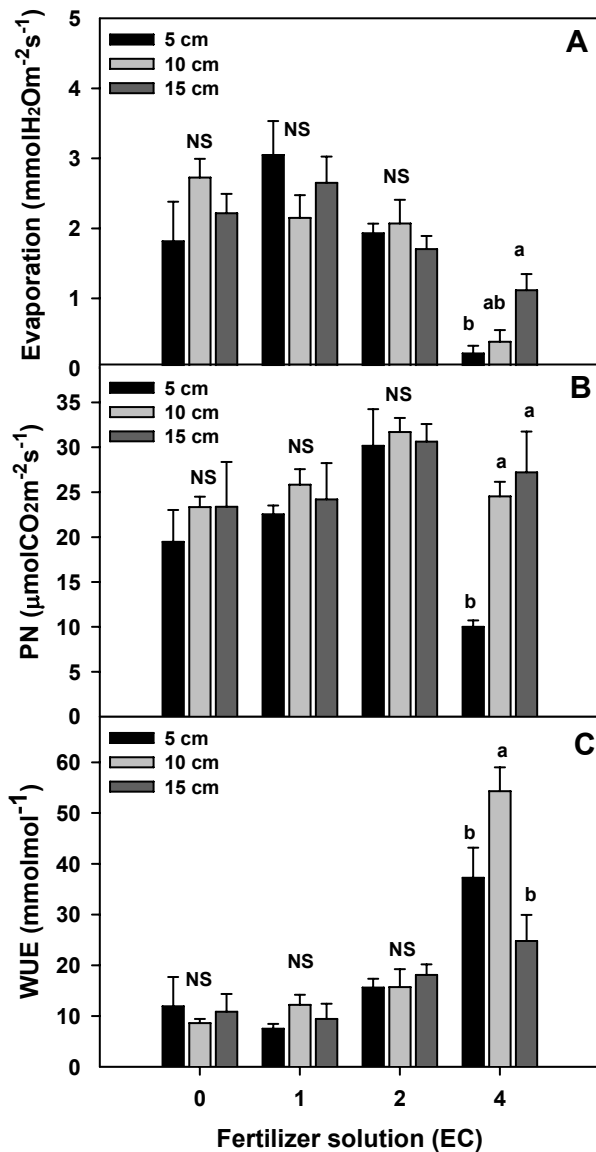 A
5 cm
10 cm
15 cm
Evaporation (mmolH2Om-2s-1)
5
4
3
2
1
0
NS
NS
NS
b
ab
a
B
5 cm
10 cm
15 cm
PN (µmolCO2m-2s-1)
35
30
25
20
15
10
5
0
NS
NS
NS
b
a
a
C
5 cm
10 cm
15 cm
WUE (mmolmol-1)
60
50
40
30
20
10
0
NS
NS
NS
b
a
b
0 1 2 4
Fertilizer solution (EC)